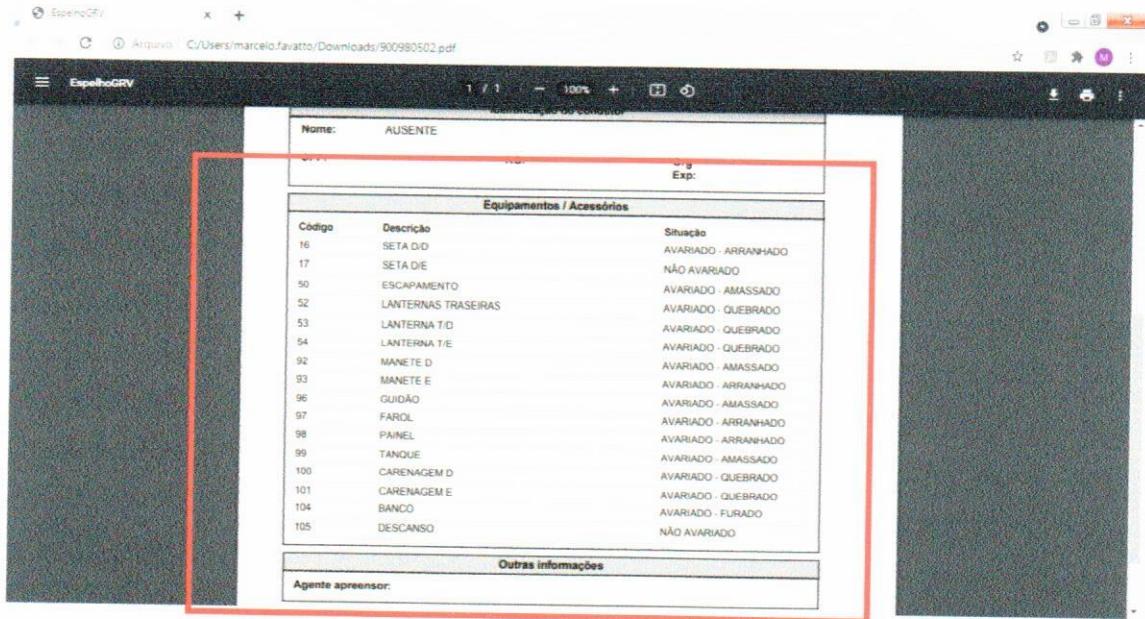 EspelhoGRV
Arquivo C:/Users/marcelo.favatto/Downloads/900980502.pdf
M
EspelhoGRV 1 / 1 100%
Identificação do condutor
Nome: AUSENTE
Exp:
Equipamentos / Acessórios
Código Descrição Situação
16 SETA D/D AVARIADO - ARRANHADO
17 SETA D/E NÃO AVARIADO
50 ESCAPAMENTO AVARIADO - AMASSADO
52 LANTERNAS TRASEIRAS AVARIADO - QUEBRADO
53 LANTERNA T/D AVARIADO - QUEBRADO
54 LANTERNA T/E AVARIADO - QUEBRADO
92 MANETE D AVARIADO - AMASSADO
93 MANETE E AVARIADO - ARRANHADO
96 GUIDÃO AVARIADO - AMASSADO
97 FAROL AVARIADO - ARRANHADO
98 PAINEL AVARIADO - ARRANHADO
99 TANQUE AVARIADO - AMASSADO
100 CARENAGEM D AVARIADO - QUEBRADO
101 CARENAGEM E AVARIADO - QUEBRADO
104 BANCO AVARIADO - FURADO
105 DESCANSO NÃO AVARIADO
Outras informações
Agente apreensor: